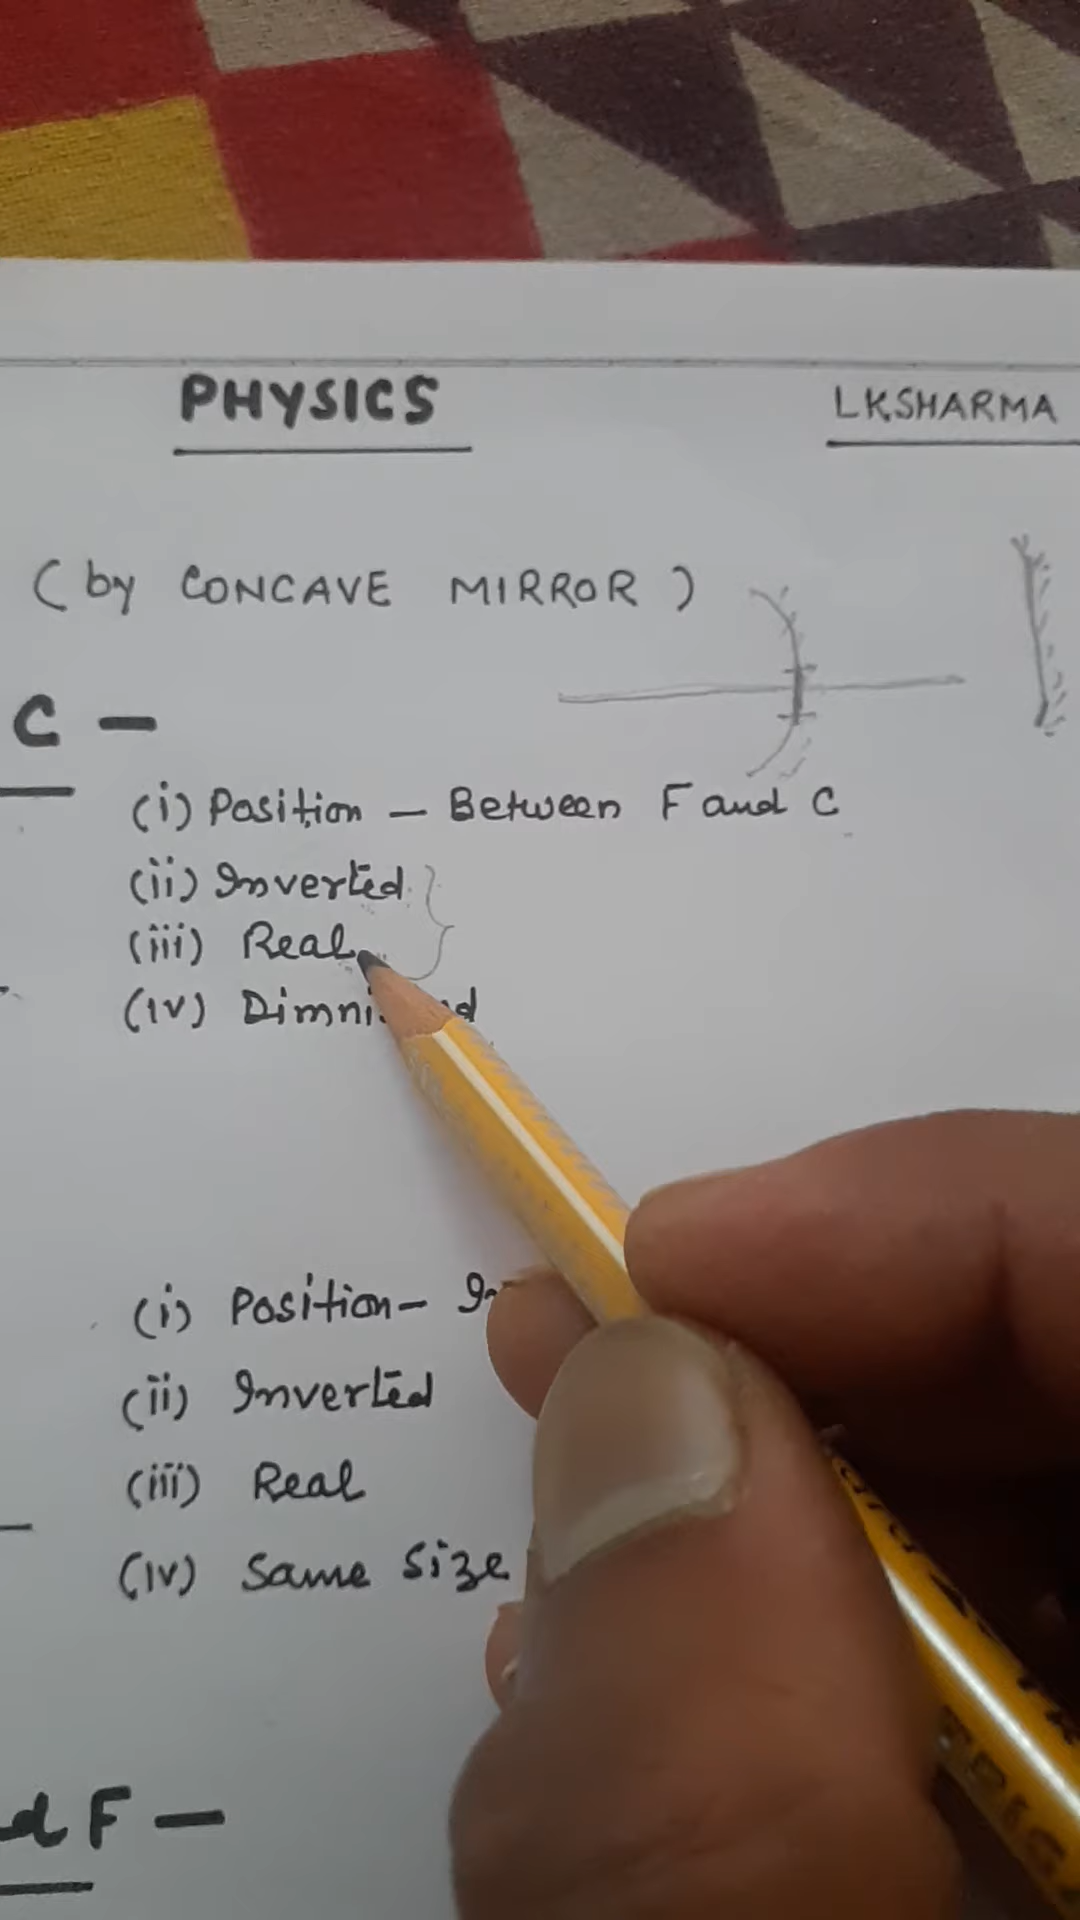 PHYSICS
LKSHARMA
(by CONCAVE MIRROR)
C -
(i) Position - Between F and C
(ii) Inverted
(iii) Real
(iv)
(i) Position -
(ii) Inverted
(iii) Real
(iv) Same Size
F -